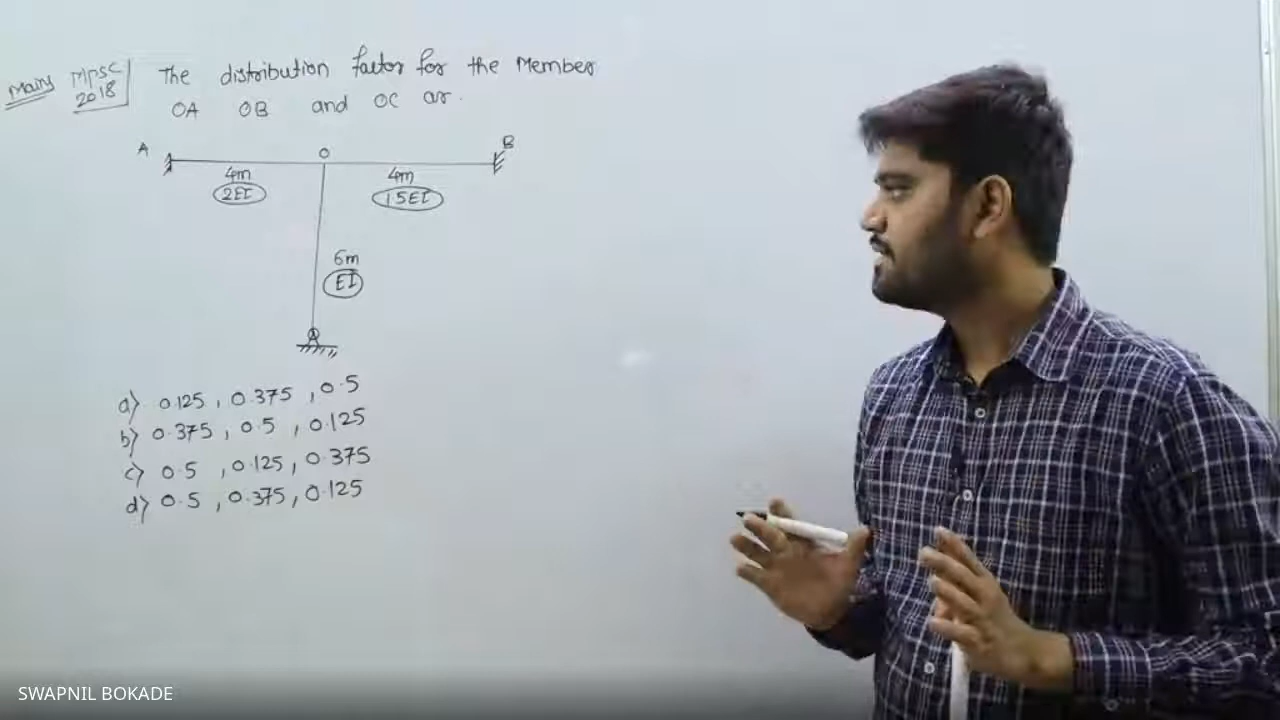 Mains MPSC 2018
The distribution factor for the Member
OA OB and OC ar.
A O B
4m 4m
2EI 1.5EI
6m
EI
a) 0.125, 0.375, 0.5
b) 0.375, 0.5, 0.125
c) 0.5, 0.125, 0.375
d) 0.5, 0.375, 0.125
SWAPNIL BOKADE